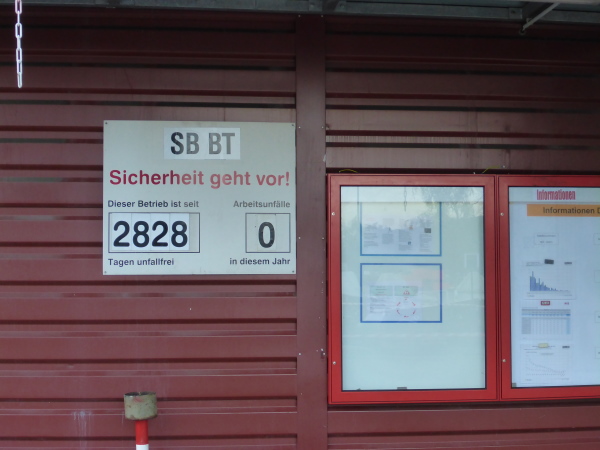 SB BT
Sicherheit geht vor!
Dieser Betrieb ist seit
Arbeitsunfälle
2828
0
Tagen unfallfrei
in diesem Jahr
Informationen
Informationen